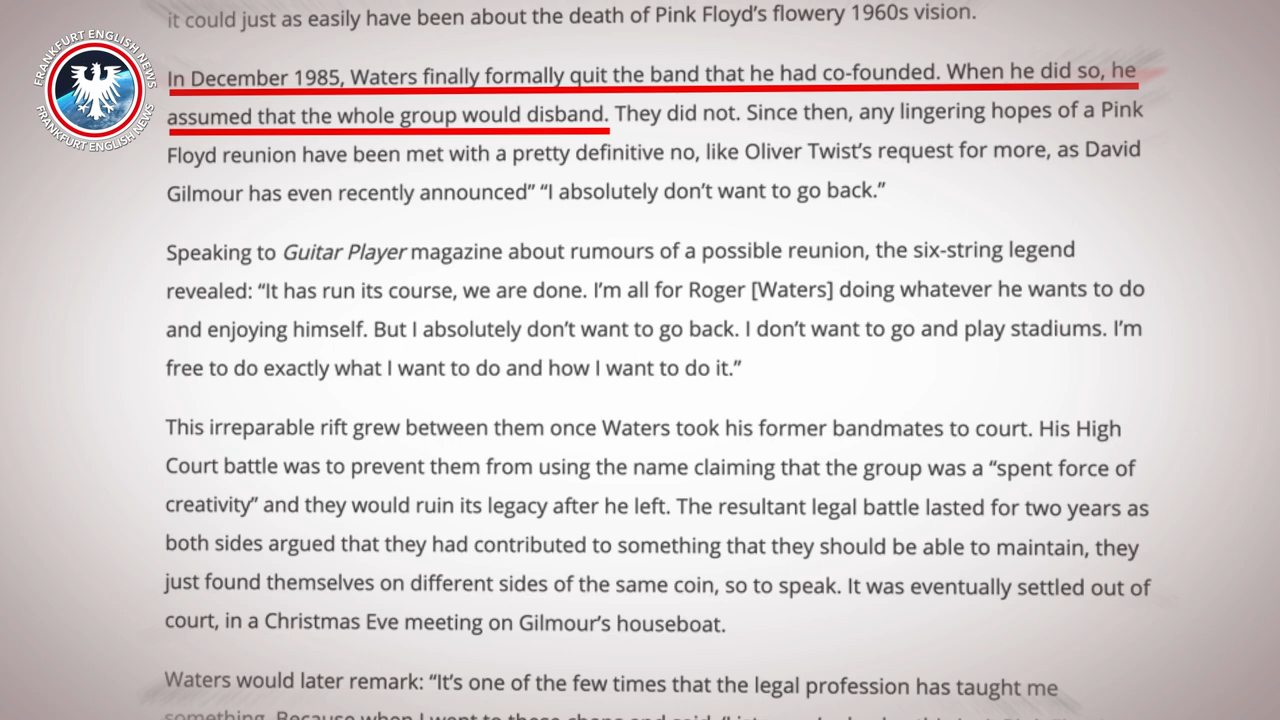 it could just as easily have been about the death of Pink Floyd’s flowery 1960s vision.
FRANKFURT ENGLISH NEWS
FRANKFURT ENGLISH NEWS
In December 1985, Waters finally formally quit the band that he had co-founded. When he did so, he
assumed that the whole group would disband. They did not. Since then, any lingering hopes of a Pink
Floyd reunion have been met with a pretty definitive no, like Oliver Twist’s request for more, as David
Gilmour has even recently announced” “I absolutely don’t want to go back.”
Speaking to Guitar Player magazine about rumours of a possible reunion, the six-string legend
revealed: “It has run its course, we are done. I’m all for Roger [Waters] doing whatever he wants to do
and enjoying himself. But I absolutely don’t want to go back. I don’t want to go and play stadiums. I’m
free to do exactly what I want to do and how I want to do it.”
This irreparable rift grew between them once Waters took his former bandmates to court. His High
Court battle was to prevent them from using the name claiming that the group was a “spent force of
creativity” and they would ruin its legacy after he left. The resultant legal battle lasted for two years as
both sides argued that they had contributed to something that they should be able to maintain, they
just found themselves on different sides of the same coin, so to speak. It was eventually settled out of
court, in a Christmas Eve meeting on Gilmour’s houseboat.
Waters would later remark: “It’s one of the few times that the legal profession has taught me
something. Because when I went to these chaps and said,